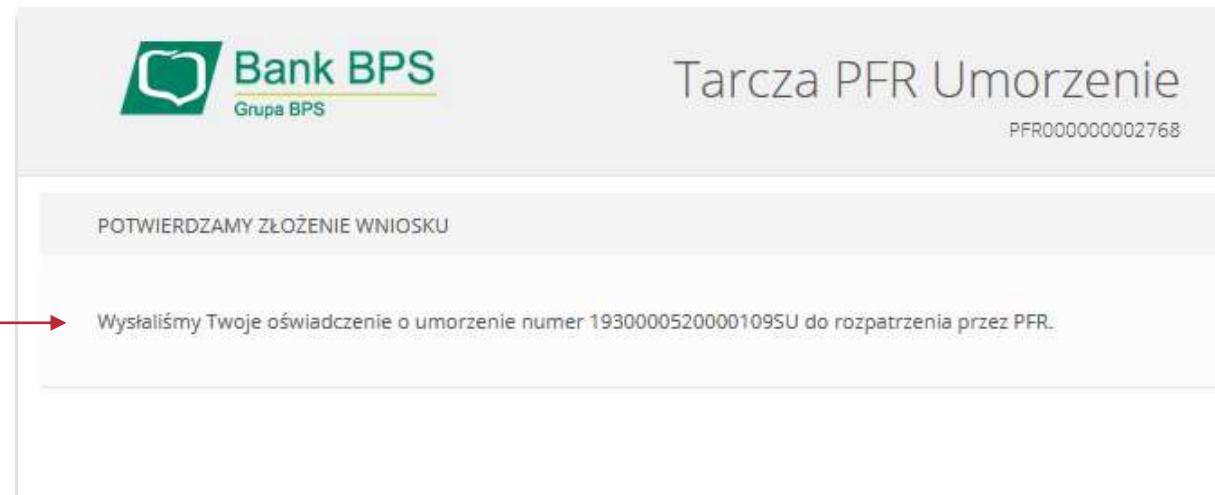 Bank BPS
Grupa BPS
Tarcza PFR Umorzenie
PFR000000002768
POTWIERDZAMY ZŁOŻENIE WNIOSKU
Wysłaliśmy Twoje oświadczenie o umorzenie numer 1930000520000109SU do rozpatrzenia przez PFR.